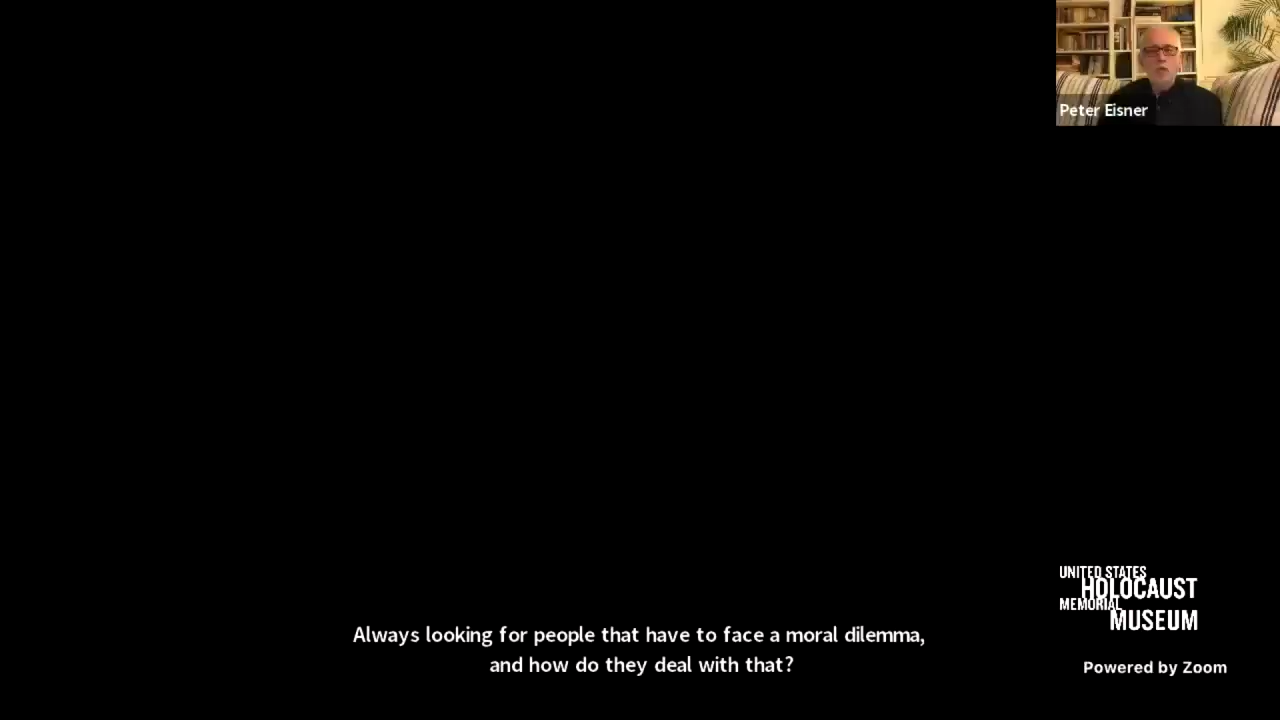 Peter Eisner
UNITED STATES
HOLOCAUST
MEMORIAL
MUSEUM
Always looking for people that have to face a moral dilemma,
and how do they deal with that?
Powered by Zoom